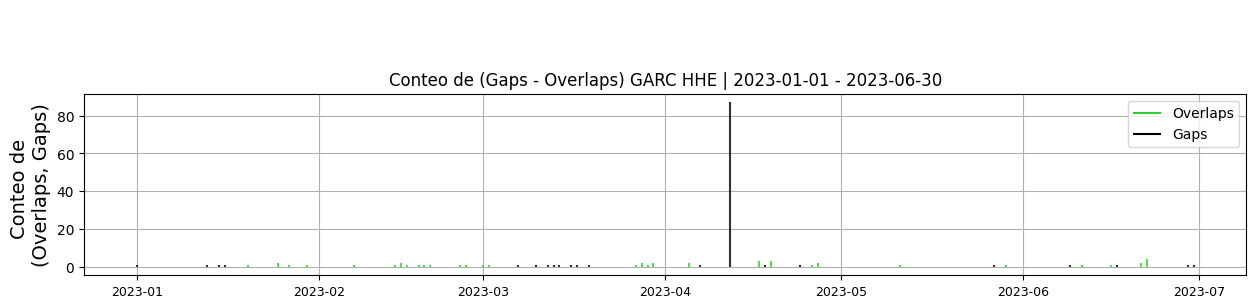 Conteo de (Gaps - Overlaps) GARC HHE | 2023-01-01 - 2023-06-30
Conteo de
(Overlaps, Gaps)
80
60
40
20
0
Overlaps
Gaps
2023-01
2023-02
2023-03
2023-04
2023-05
2023-06
2023-07